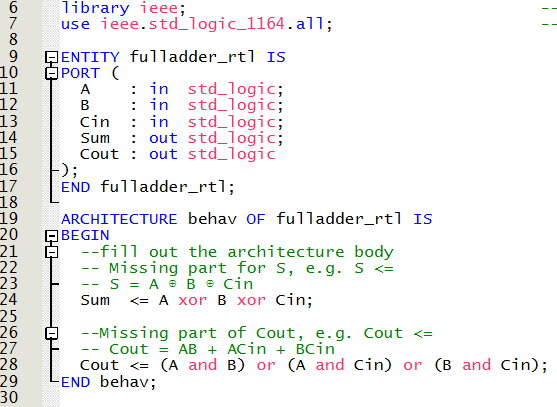 6 library ieee; --
7 use ieee.std_logic_1164.all; --
8
9 ENTITY fulladder_rtl IS
10 PORT (
11 A : in std_logic;
12 B : in std_logic;
13 Cin : in std_logic;
14 Sum : out std_logic;
15 Cout : out std_logic
16 );
17 END fulladder_rtl;
18
19 ARCHITECTURE behav OF fulladder_rtl IS
20 BEGIN
21 --fill out the architecture body
22 -- Missing part for S, e.g. S <=
23 -- S = A ⊕ B ⊕ Cin
24 Sum <= A xor B xor Cin;
25
26 --Missing part of Cout, e.g. Cout <=
27 -- Cout = AB + ACin + BCin
28 Cout <= (A and B) or (A and Cin) or (B and Cin);
29 END behav;
30